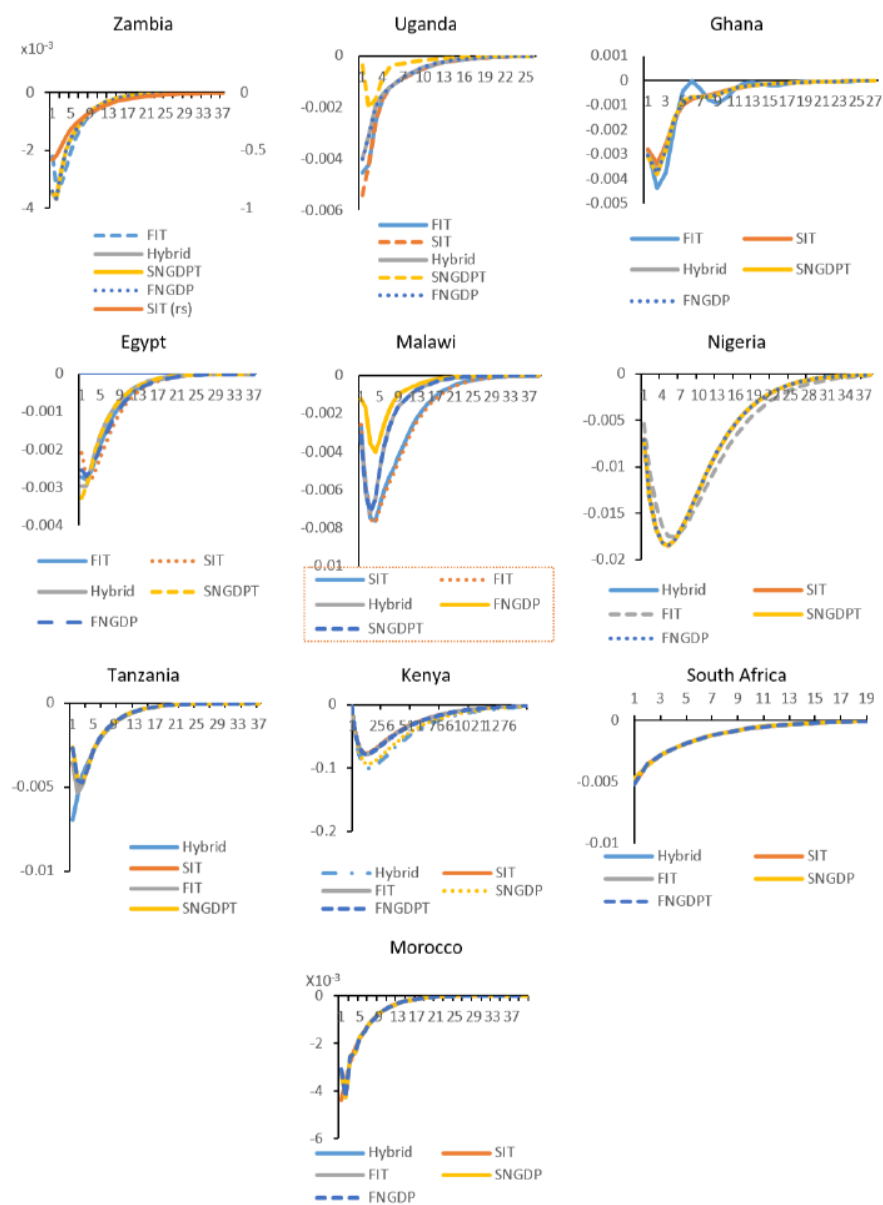 Zambia
x10-3
0 0
1 5 9 13 17 21 25 29 33 37
-2 -0.5
-4 -1
FIT
Hybrid
SNGDPT
FNGDP
SIT (rs)
Uganda
0
1 4 7 10 13 16 19 22 25
-0.002
-0.004
-0.006
FIT
SIT
Hybrid
SNGDPT
FNGDP
Ghana
0.001
0
1 3 5 7 9 11 13 15 17 19 21 23 25 27
-0.001
-0.002
-0.003
-0.004
-0.005
FIT SIT
Hybrid SNGDPT
FNGDP
Egypt
0
1 5 9 13 17 21 25 29 33 37
-0.001
-0.002
-0.003
-0.004
FIT SIT
Hybrid SNGDPT
FNGDP
Malawi
0
1 5 9 13 17 21 25 29 33 37
-0.002
-0.004
-0.006
-0.008
-0.01
SIT FIT
Hybrid FNGDP
SNGDPT
Nigeria
0
1 4 7 10 13 16 19 22 25 28 31 34 37
-0.005
-0.01
-0.015
-0.02
Hybrid SIT
FIT SNGDPT
FNGDP
Tanzania
0
1 5 9 13 17 21 25 29 33 37
-0.005
-0.01
Hybrid
SIT
FIT
SNGDPT
Kenya
0
-0.1
-0.2
Hybrid SIT
FIT SNGDP
FNGDPT
South Africa
1 3 5 7 9 11 13 15 17 19
0
-0.005
-0.01
Hybrid SIT
FIT SNGDP
FNGDPT
Morocco
X10-3
0
1 5 9 13 17 21 25 29 33 37
-2
-4
-6
Hybrid SIT
FIT SNGDP
FNGDP